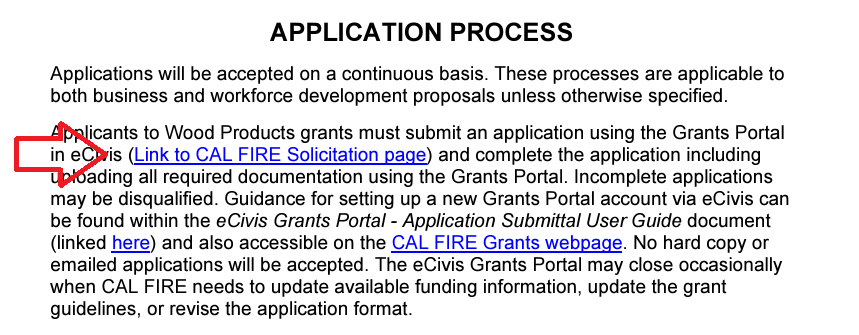 APPLICATION PROCESS
Applications will be accepted on a continuous basis. These processes are applicable to
both business and workforce development proposals unless otherwise specified.
Applicants to Wood Products grants must submit an application using the Grants Portal
in eCivis (Link to CAL FIRE Solicitation page) and complete the application including
uploading all required documentation using the Grants Portal. Incomplete applications
may be disqualified. Guidance for setting up a new Grants Portal account via eCivis can
be found within the eCivis Grants Portal - Application Submittal User Guide document
(linked here) and also accessible on the CAL FIRE Grants webpage. No hard copy or
emailed applications will be accepted. The eCivis Grants Portal may close occasionally
when CAL FIRE needs to update available funding information, update the grant
guidelines, or revise the application format.